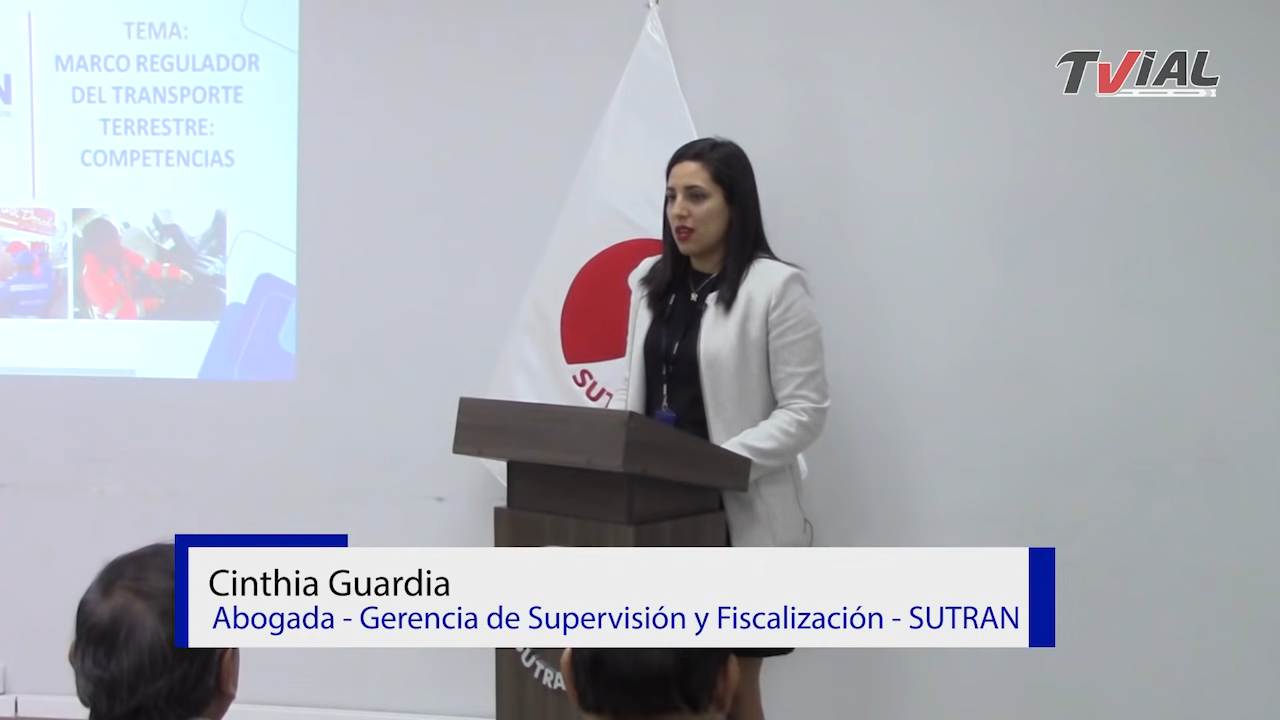 TEMA:
MARCO REGULADOR
DEL TRANSPORTE
TERRESTRE:
COMPETENCIAS
TVIAL
Cinthia Guardia
Abogada - Gerencia de Supervisión y Fiscalización - SUTRAN